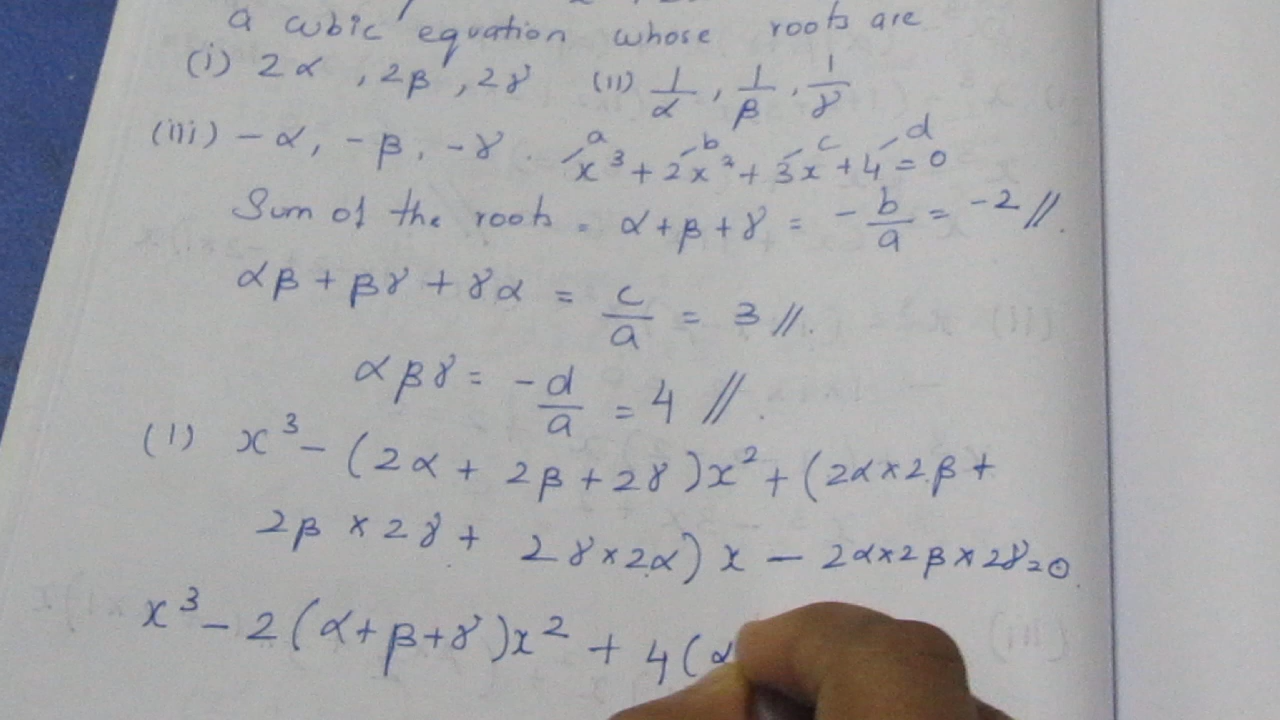 a cubic equation whose roots are
(i) 2α , 2β , 2γ (ii) 1/α , 1/β , 1/γ
(iii) -α, -β, -γ . x³ + 2x² + 3x + 4 = 0 a b c d
Sum of the roots = α+β+γ = -b/a = -2 //.
αβ + βγ + γα = c/a = 3 //.
αβγ = -d/a = 4 //.
(1) x³ - (2α + 2β + 2γ)x² + (2α×2β +
2β × 2γ + 2γ×2α) x - 2α×2β×2γ=0.
x³ - 2(α+β+γ)x² + 4(α